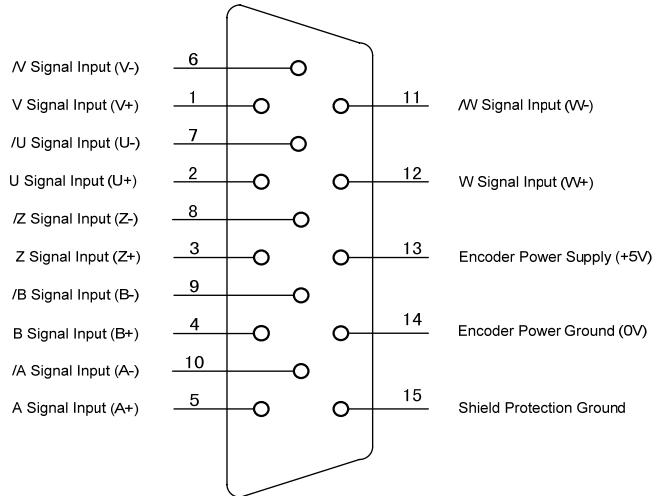 /V Signal Input (V-) 6
V Signal Input (V+) 1 11 /W Signal Input (W-)
/U Signal Input (U-) 7
U Signal Input (U+) 2 12 W Signal Input (W+)
/Z Signal Input (Z-) 8
Z Signal Input (Z+) 3 13 Encoder Power Supply (+5V)
/B Signal Input (B-) 9
B Signal Input (B+) 4 14 Encoder Power Ground (0V)
/A Signal Input (A-) 10
A Signal Input (A+) 5 15 Shield Protection Ground